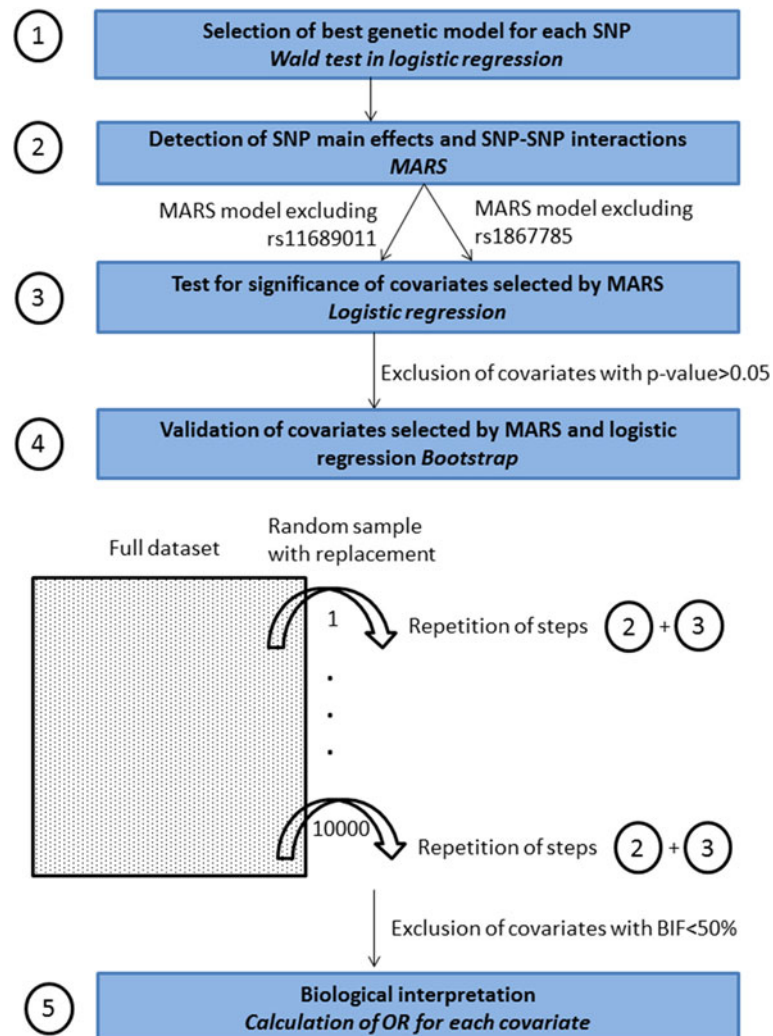 1
Selection of best genetic model for each SNP
Wald test in logistic regression
2
Detection of SNP main effects and SNP-SNP interactions
MARS
MARS model excluding
rs11689011
MARS model excluding
rs1867785
3
Test for significance of covariates selected by MARS
Logistic regression
Exclusion of covariates with p-value>0.05
4
Validation of covariates selected by MARS and logistic
regression Bootstrap
Full dataset
Random sample
with replacement
1
Repetition of steps 2 + 3
.
.
.
10000
Repetition of steps 2 + 3
Exclusion of covariates with BIF<50%
5
Biological interpretation
Calculation of OR for each covariate